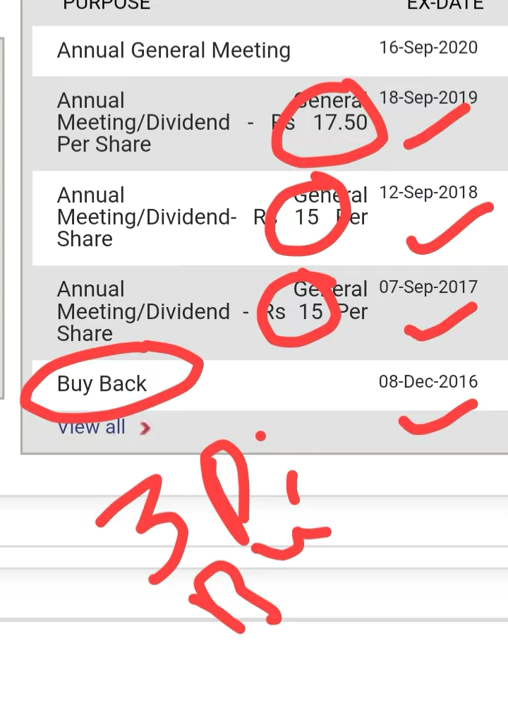 PURPOSE EX-DATE
Annual General Meeting 16-Sep-2020
Annual General 18-Sep-2019
Meeting/Dividend - Rs 17.50
Per Share
Annual General 12-Sep-2018
Meeting/Dividend- Rs 15 Per
Share
Annual General 07-Sep-2017
Meeting/Dividend - Rs 15 Per
Share
Buy Back 08-Dec-2016
View all
3